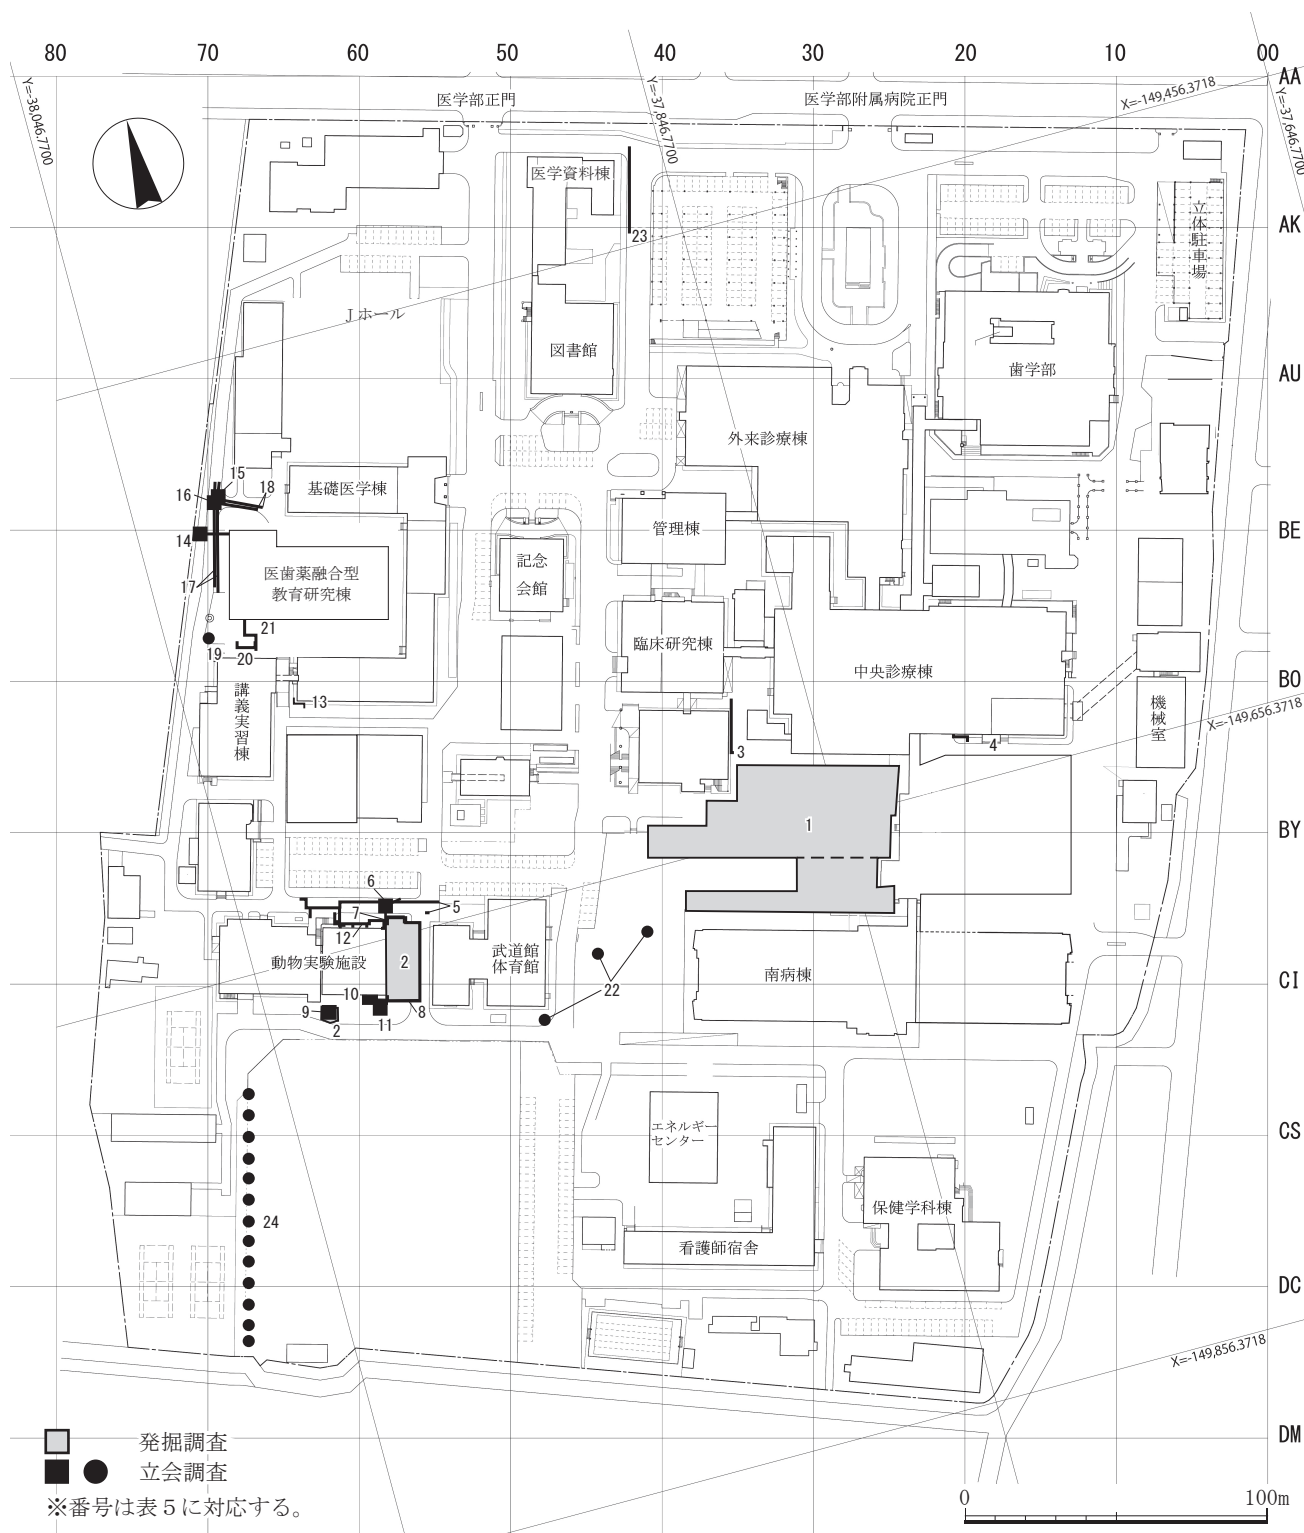 80 70 60 50 40 30 20 10 00
AA
Y=-38,046.7700
Y=-37,846.7700
Y=-37,646.7700
X=-149,456.3718
医学部正門
医学部附属病院正門
医学資料棟
立体駐車場
AK
23
Jホール
図書館
歯学部
AU
外来診療棟
15
16
18
基礎医学棟
管理棟
BE
14
記念
会館
医歯薬融合型
教育研究棟
17
21
19
20
臨床研究棟
中央診療棟
BO
講義実習棟
13
機械室
X=-149,656.3718
3
4
1
BY
6
5
7
12
武道館
体育館
動物実験施設
2
南病棟
CI
22
10
9
2
11
8
エネルギー
センター
CS
保健学科棟
24
看護師宿舎
DC
X=-149,856.3718
DM
発掘調査
立会調査
※番号は表5に対応する。
0 100m